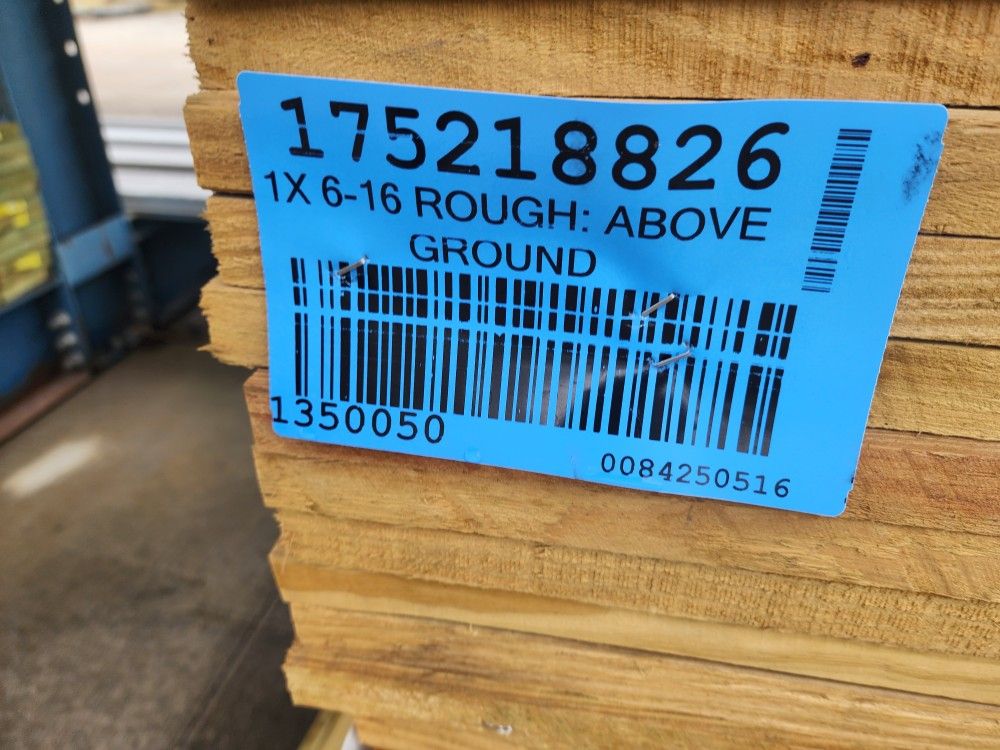 175218826
1X 6-16 ROUGH: ABOVE
GROUND
1350050
0084250516